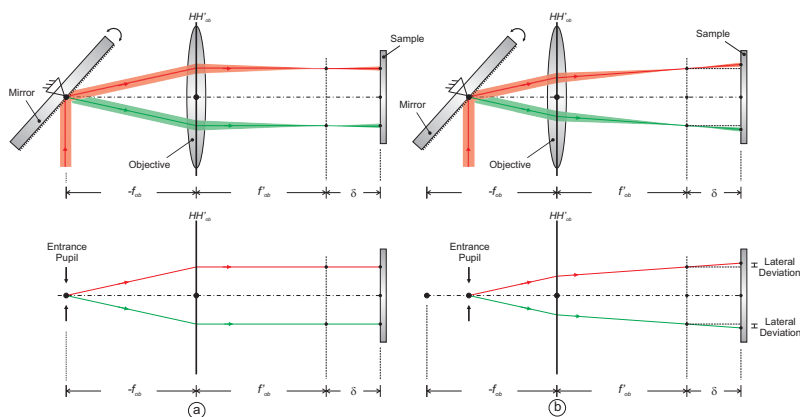 HH'ob
Sample
Mirror
Objective
-fob
f'ob
δ
HH'ob
Entrance
Pupil
-fob
f'ob
δ
a
HH'ob
Sample
Mirror
Objective
-fob
f'ob
δ
HH'ob
Entrance
Pupil
Lateral
Deviation
Lateral
Deviation
-fob
f'ob
δ
b